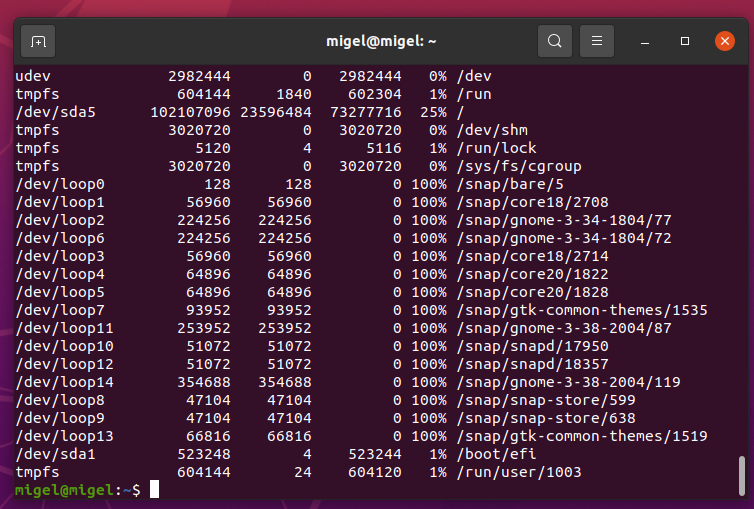 migel@migel: ~
udev 2982444 0 2982444 0% /dev
tmpfs 604144 1840 602304 1% /run
/dev/sda5 102107096 23596484 73277716 25% /
tmpfs 3020720 0 3020720 0% /dev/shm
tmpfs 5120 4 5116 1% /run/lock
tmpfs 3020720 0 3020720 0% /sys/fs/cgroup
/dev/loop0 128 128 0 100% /snap/bare/5
/dev/loop1 56960 56960 0 100% /snap/core18/2708
/dev/loop2 224256 224256 0 100% /snap/gnome-3-34-1804/77
/dev/loop6 224256 224256 0 100% /snap/gnome-3-34-1804/72
/dev/loop3 56960 56960 0 100% /snap/core18/2714
/dev/loop4 64896 64896 0 100% /snap/core20/1822
/dev/loop5 64896 64896 0 100% /snap/core20/1828
/dev/loop7 93952 93952 0 100% /snap/gtk-common-themes/1535
/dev/loop11 253952 253952 0 100% /snap/gnome-3-38-2004/87
/dev/loop10 51072 51072 0 100% /snap/snapd/17950
/dev/loop12 51072 51072 0 100% /snap/snapd/18357
/dev/loop14 354688 354688 0 100% /snap/gnome-3-38-2004/119
/dev/loop8 47104 47104 0 100% /snap/snap-store/599
/dev/loop9 47104 47104 0 100% /snap/snap-store/638
/dev/loop13 66816 66816 0 100% /snap/gtk-common-themes/1519
/dev/sda1 523248 4 523244 1% /boot/efi
tmpfs 604144 24 604120 1% /run/user/1003
migel@migel:~$